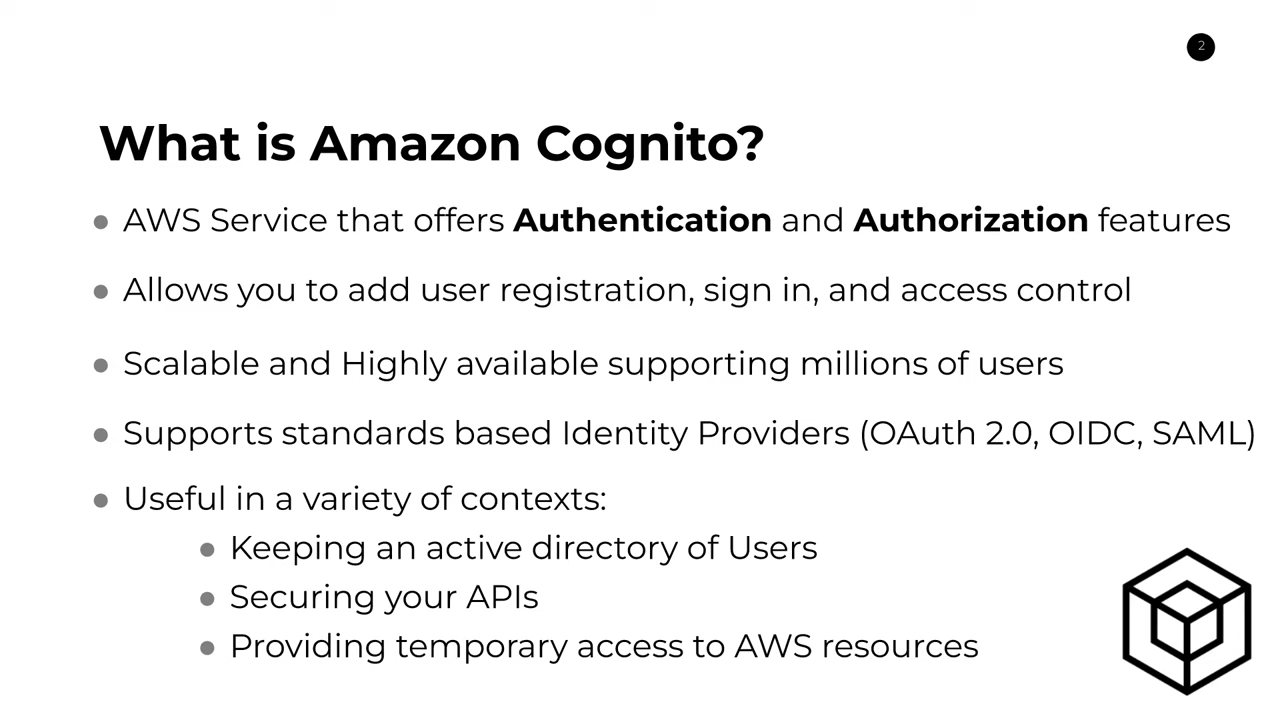 2
What is Amazon Cognito?
● AWS Service that offers Authentication and Authorization features
● Allows you to add user registration, sign in, and access control
● Scalable and Highly available supporting millions of users
● Supports standards based Identity Providers (OAuth 2.0, OIDC, SAML)
● Useful in a variety of contexts:
● Keeping an active directory of Users
● Securing your APIs
● Providing temporary access to AWS resources